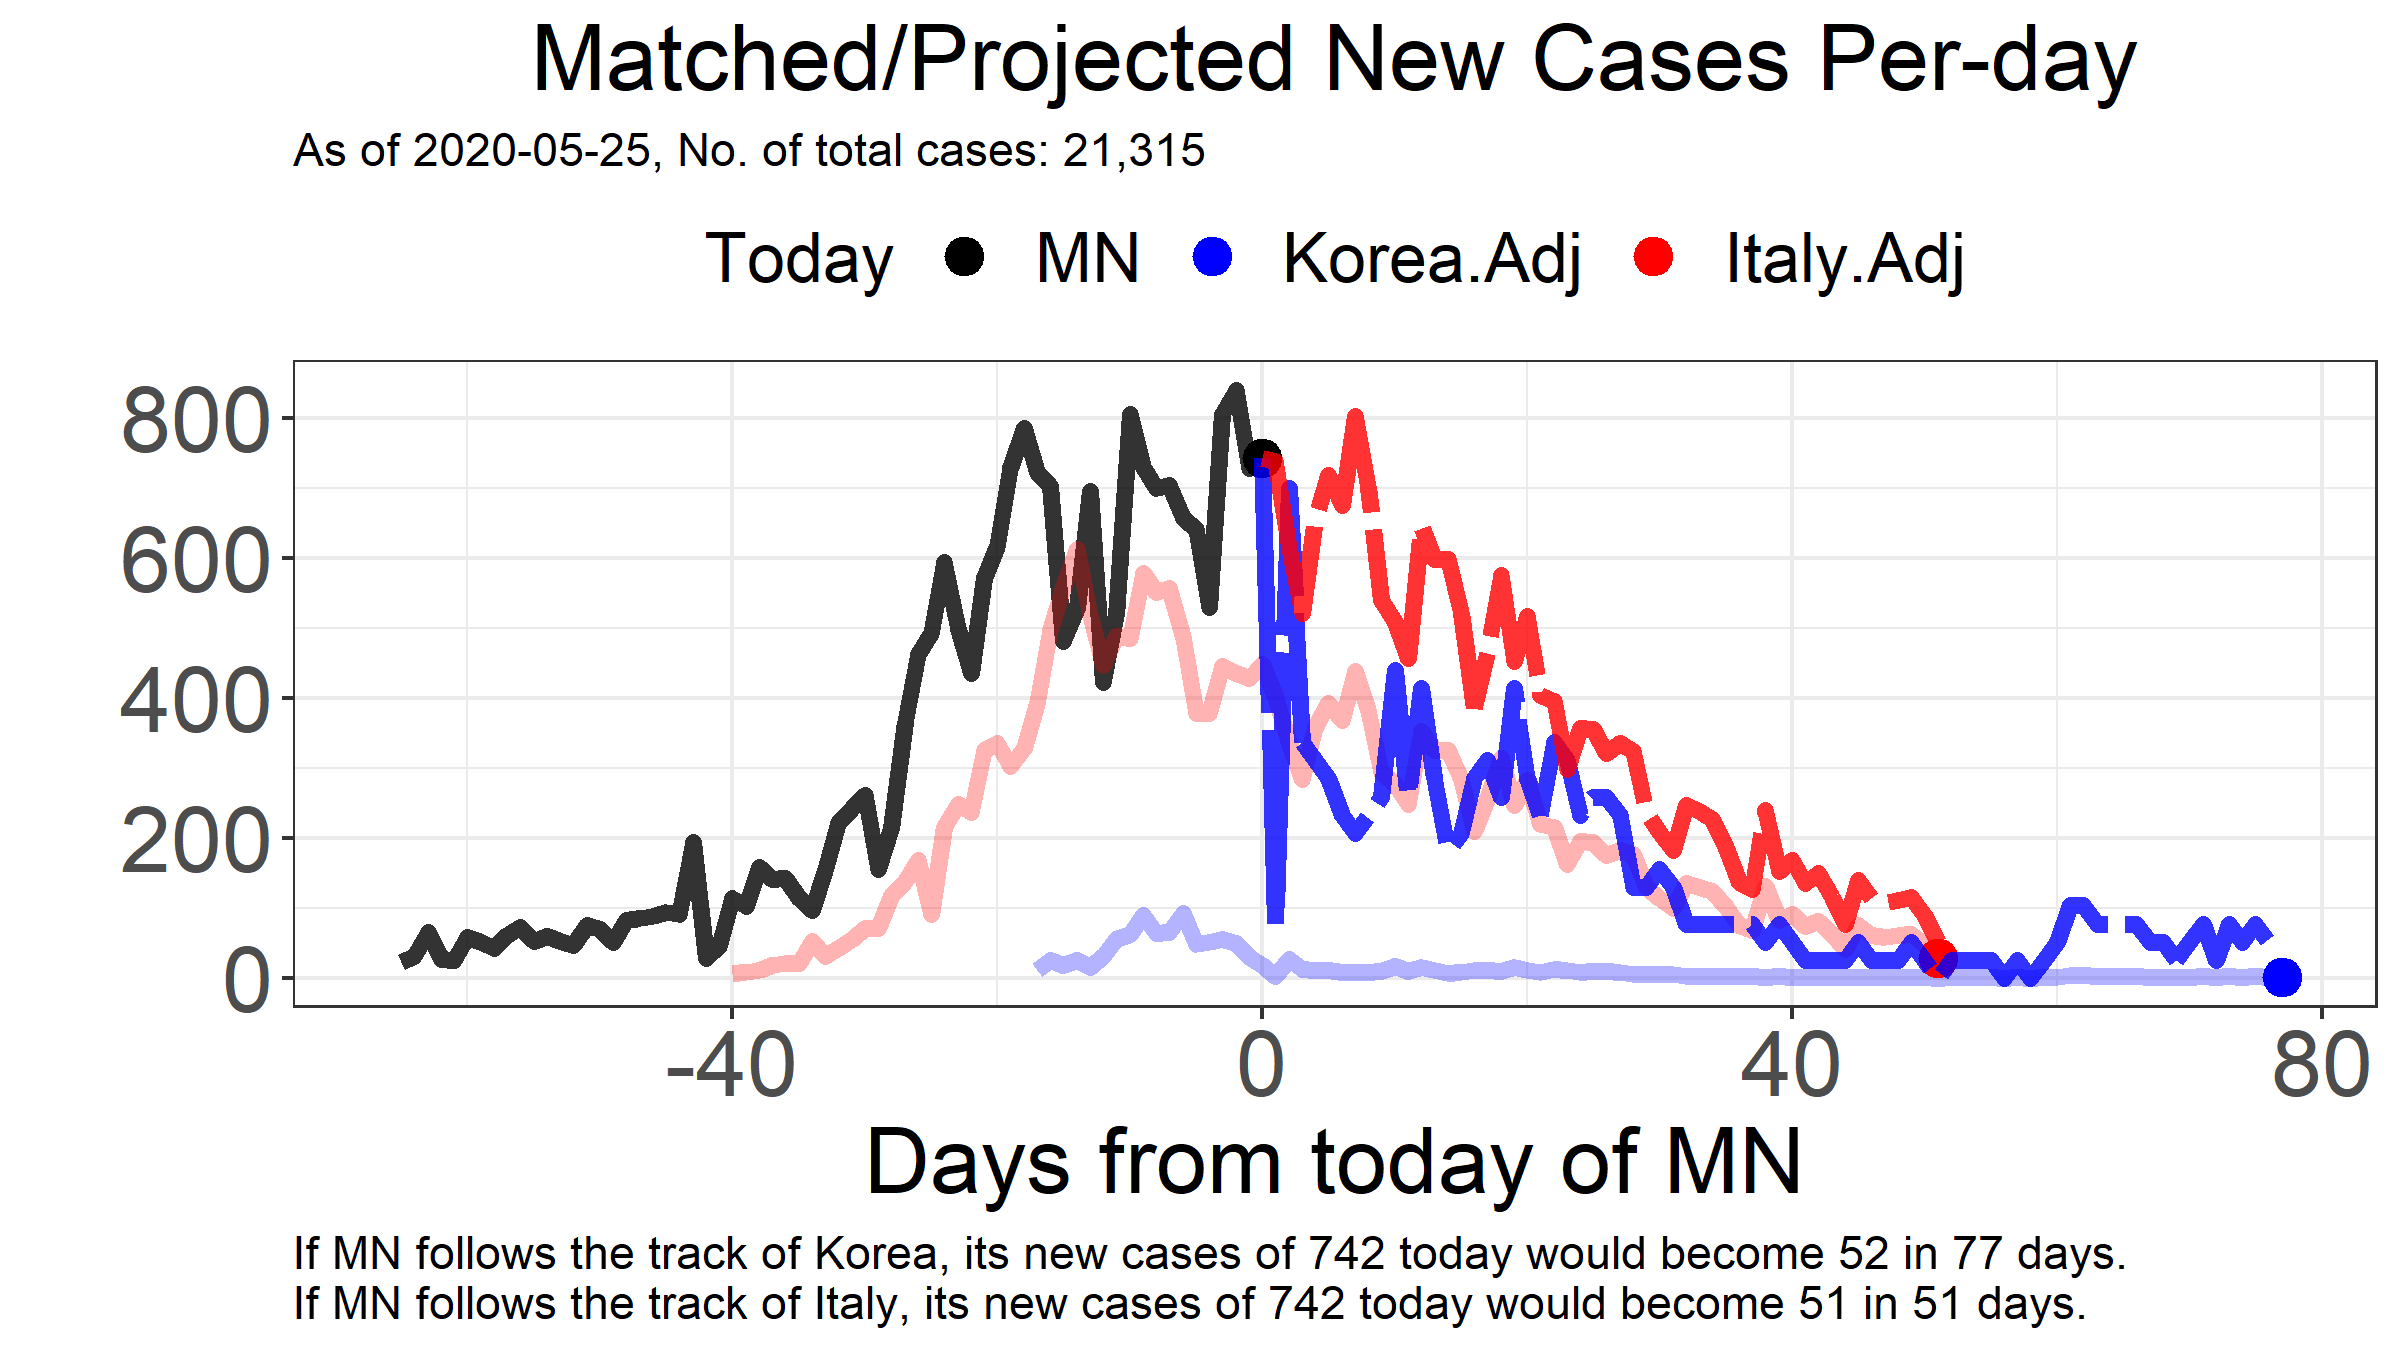 Matched/Projected New Cases Per-day
As of 2020-05-25, No. of total cases: 21,315
Today MN Korea.Adj Italy.Adj
800
600
400
200
0
-40 0 40 80
Days from today of MN
If MN follows the track of Korea, its new cases of 742 today would become 52 in 77 days.
If MN follows the track of Italy, its new cases of 742 today would become 51 in 51 days.